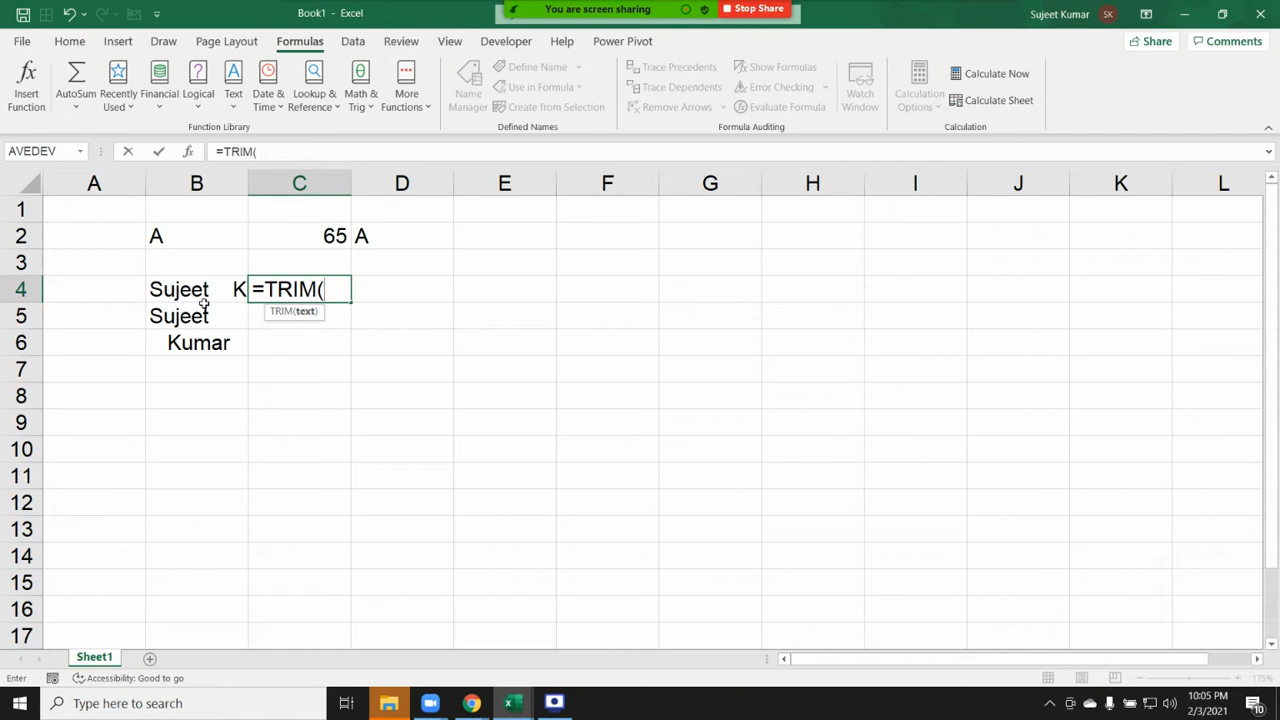 Book1 - Excel
You are screen sharing
Stop Share
Sujeet Kumar
SK
File Home Insert Draw Page Layout Formulas Data Review View Developer Help Power Pivot
Share Comments
Insert Function
AutoSum
Recently Used
Financial
Logical
Text
Date & Time
Lookup & Reference
Math & Trig
More Functions
Function Library
Name Manager
Define Name
Use in Formula
Create from Selection
Defined Names
Trace Precedents
Trace Dependents
Remove Arrows
Show Formulas
Error Checking
Evaluate Formula
Formula Auditing
Watch Window
Calculation Options
Calculate Now
Calculate Sheet
Calculation
AVEDEV fx =TRIM(
A B C D E F G H I J K L
1
2 A 65 A
3
4 Sujeet K =TRIM(
TRIM(text)
5 Sujeet
6 Kumar
7
8
9
10
11
12
13
14
15
16
17
Sheet1
Enter Accessibility: Good to go 175%
Type here to search
10:05 PM
2/3/2021
10